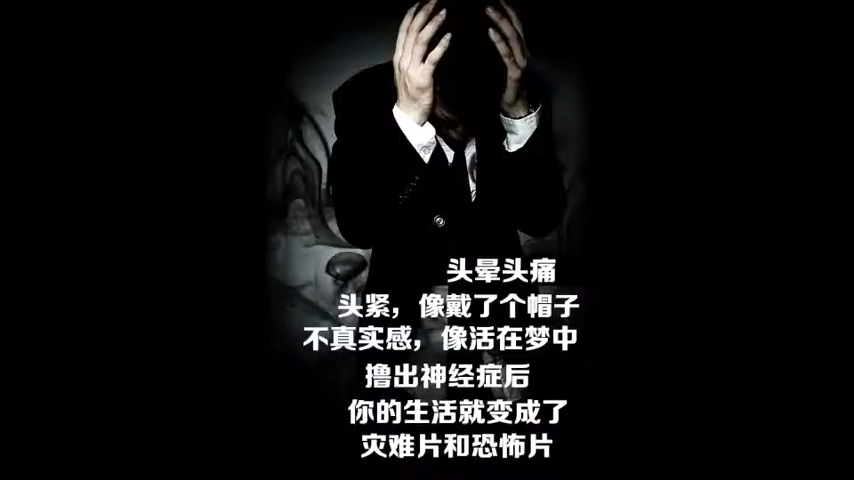 头晕头痛
头紧，像戴了个帽子
不真实感，像活在梦中
撸出神经症后
你的生活就变成了
灾难片和恐怖片